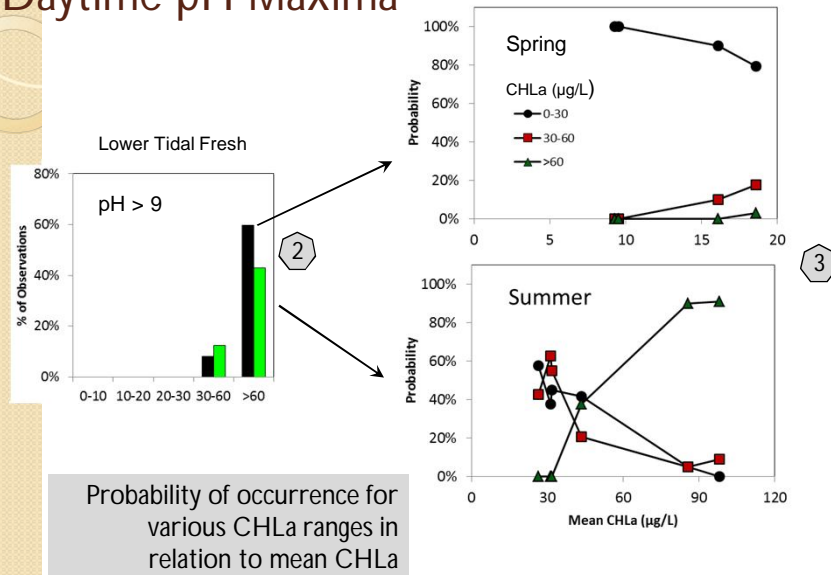 Daytime pH Maxima
Lower Tidal Fresh
80%
60%
40%
20%
0%
% of Observations
pH > 9
0-10 10-20 20-30 30-60 >60
2
100%
80%
60%
40%
20%
0%
Probability
Spring
CHLa (µg/L)
0-30
30-60
>60
0 5 10 15 20
3
100%
80%
60%
40%
20%
0%
Probability
Summer
0 30 60 90 120
Mean CHLa (µg/L)
Probability of occurrence for
various CHLa ranges in
relation to mean CHLa